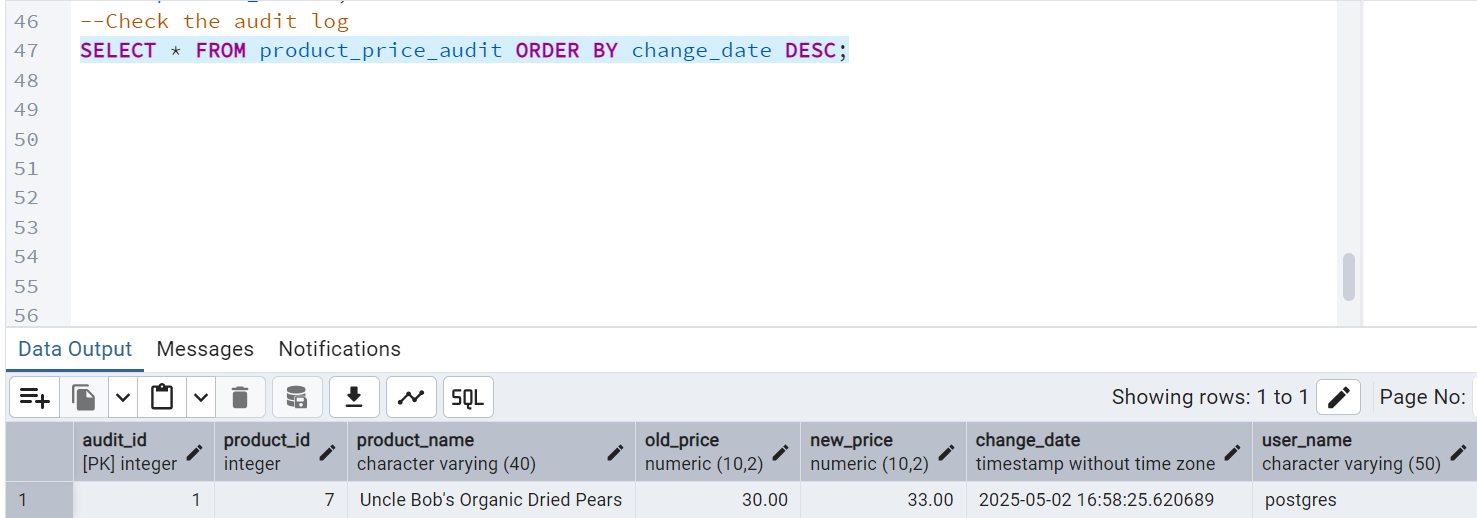 46 --Check the audit log
47 SELECT * FROM product_price_audit ORDER BY change_date DESC;
48
49
50
51
52
53
54
55
56
Data Output Messages Notifications
SQL Showing rows: 1 to 1 Page No:
audit_id product_id product_name old_price new_price change_date user_name
[PK] integer integer character varying (40) numeric (10,2) numeric (10,2) timestamp without time zone character varying (50)
1 1 7 Uncle Bob's Organic Dried Pears 30.00 33.00 2025-05-02 16:58:25.620689 postgres